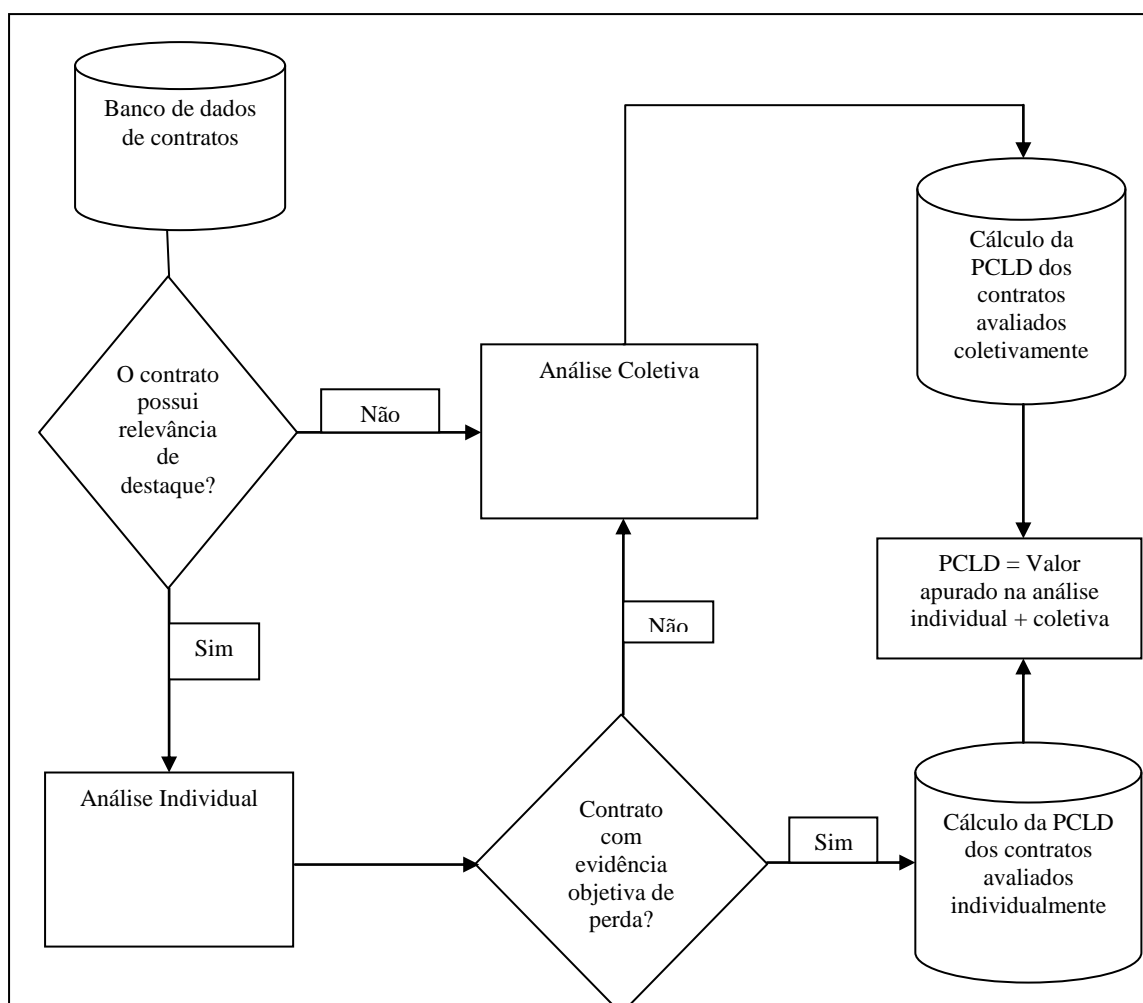 Banco de dados
de contratos
O contrato
possui
relevância
de
destaque?
Não
Análise Coletiva
Cálculo da
PCLD dos
contratos
avaliados
coletivamente
PCLD = Valor
apurado na análise
individual + coletiva
Sim
Não
Análise Individual
Contrato
com
evidência
objetiva de
perda?
Sim
Cálculo da PCLD
dos contratos
avaliados
individualmente